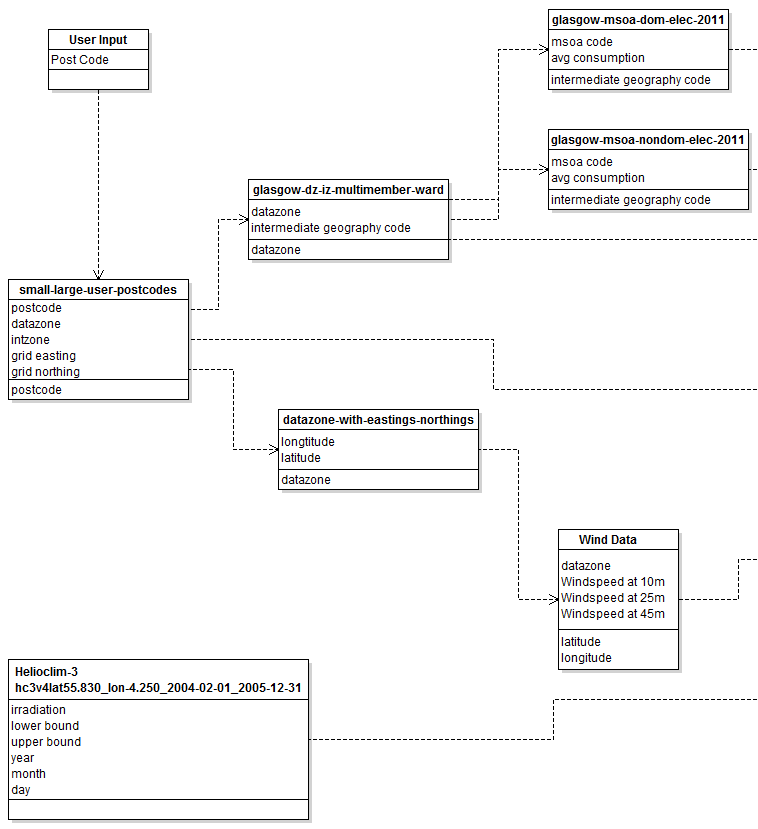 User Input
Post Code
glasgow-msoa-dom-elec-2011
msoa code
avg consumption
intermediate geography code
glasgow-msoa-nondom-elec-2011
msoa code
avg consumption
intermediate geography code
glasgow-dz-iz-multimember-ward
datazone
intermediate geography code
datazone
small-large-user-postcodes
postcode
datazone
intzone
grid easting
grid northing
postcode
datazone-with-eastings-northings
longtitude
latitude
datazone
Wind Data
datazone
Windspeed at 10m
Windspeed at 25m
Windspeed at 45m
latitude
longitude
Helioclim-3
hc3v4lat55.830_lon-4.250_2004-02-01_2005-12-31
irradiation
lower bound
upper bound
year
month
day